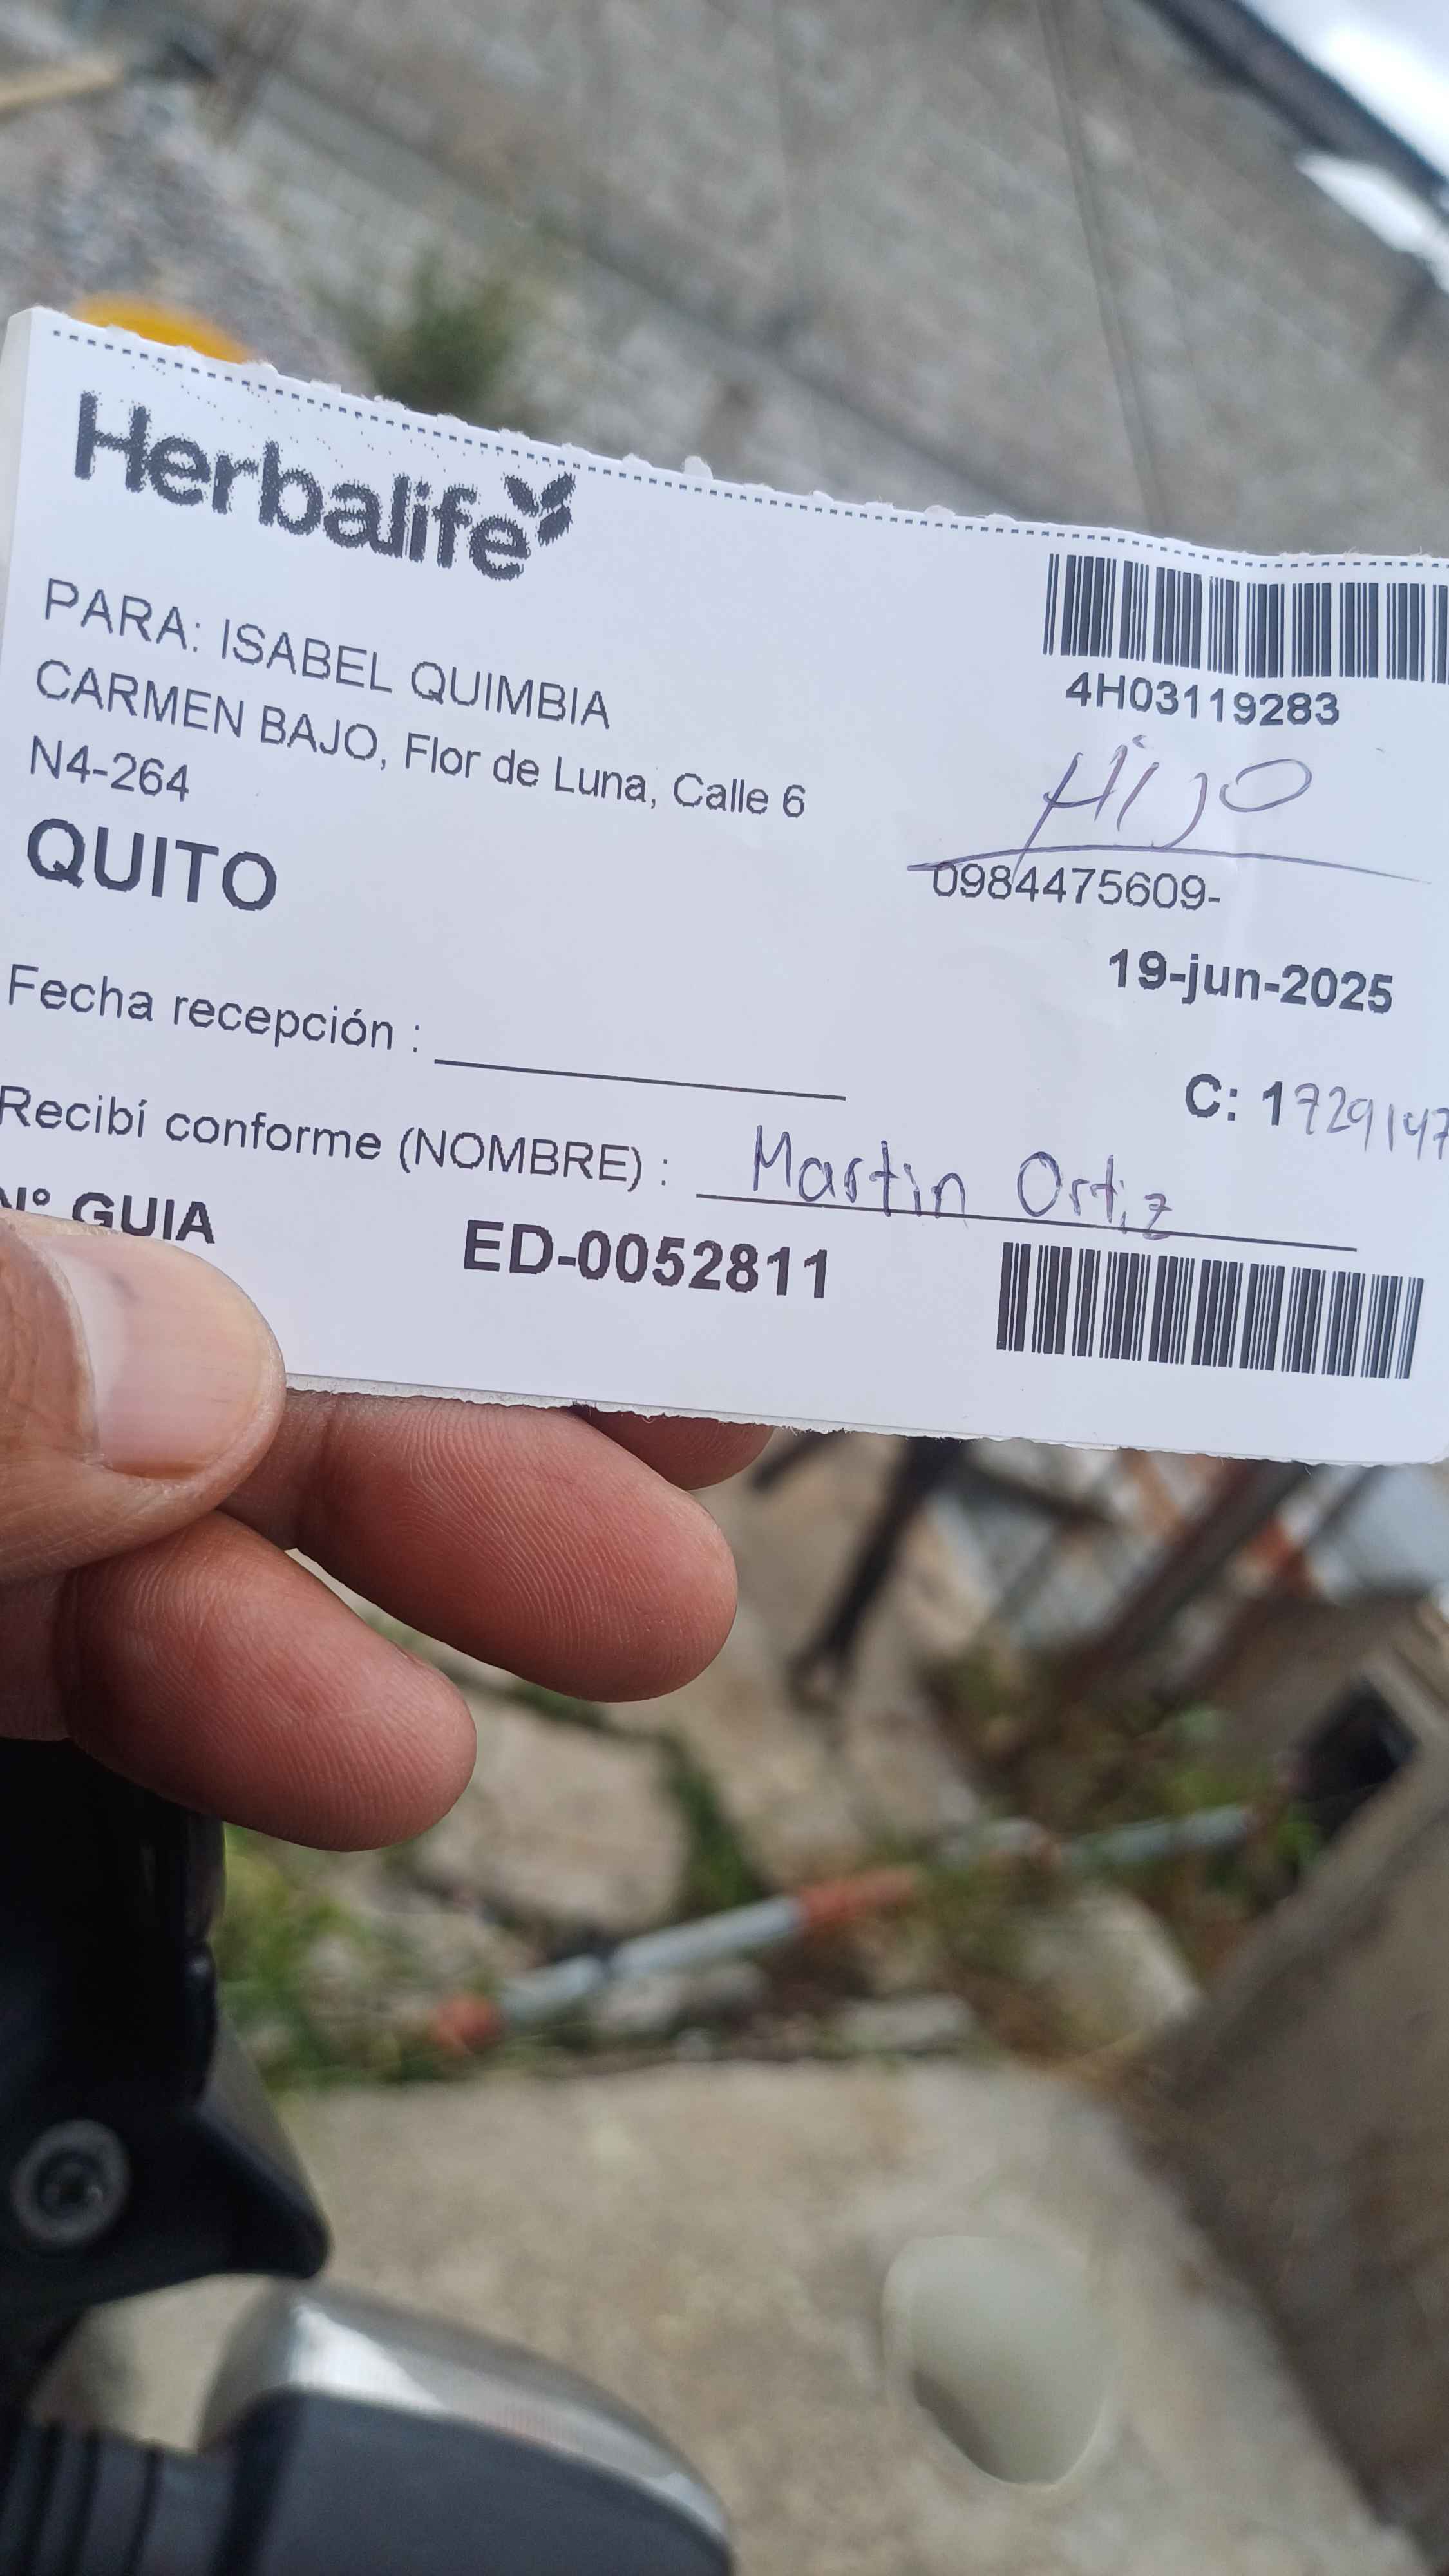 Herbalife
PARA: ISABEL QUIMBIA
CARMEN BAJO, Flor de Luna, Calle 6
N4-264
QUITO
4H03119283
Hijo
0984475609-
19-jun-2025
Fecha recepción :
C: 1729147
Recibí conforme (NOMBRE) : Martin Ortiz
N° GUIA ED-0052811